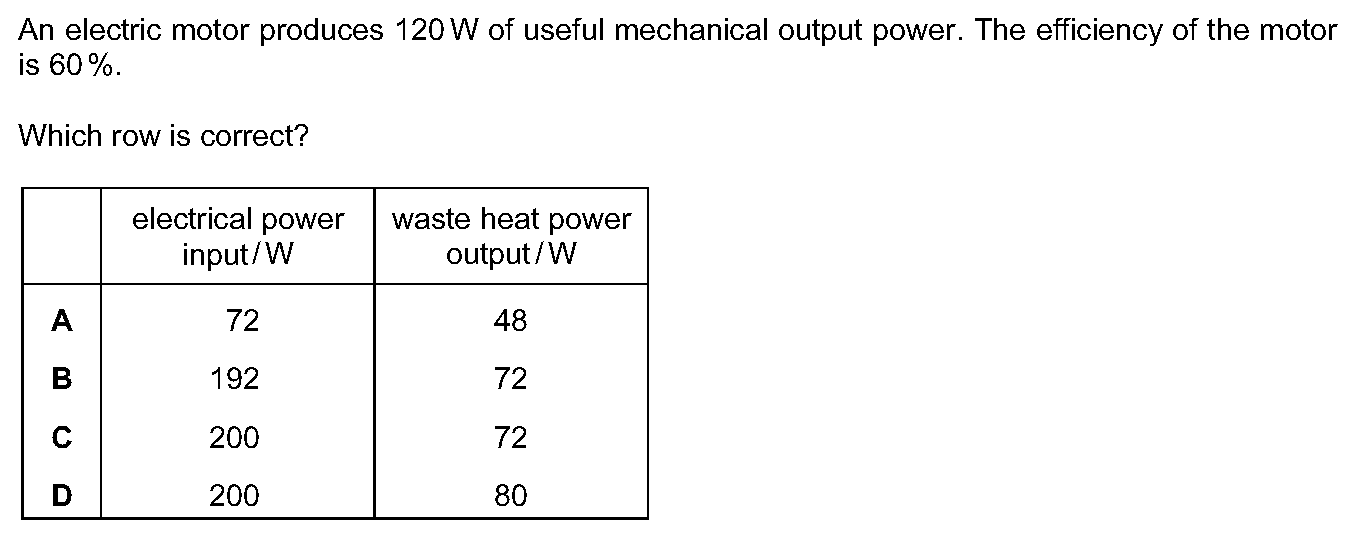 An electric motor produces 120 W of useful mechanical output power. The efficiency of the motor
is 60 %.
Which row is correct?
electrical power waste heat power
input / W output / W
A 72 48
B 192 72
C 200 72
D 200 80